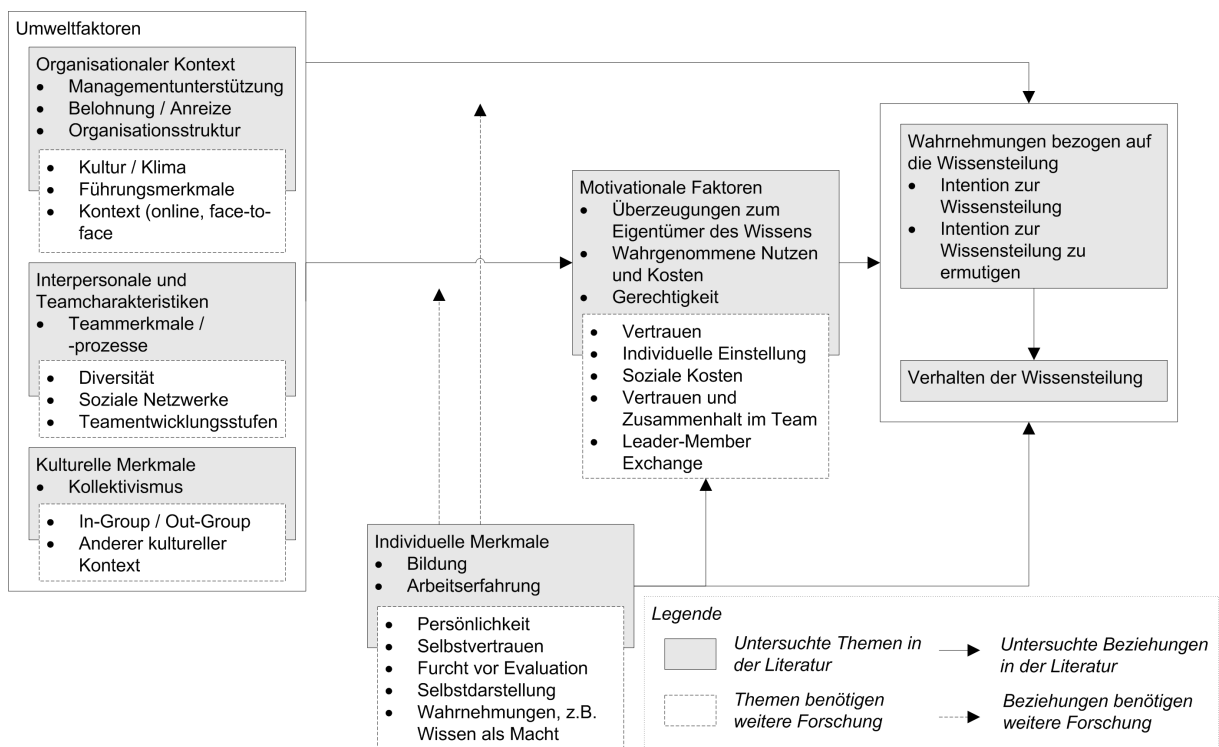 Umweltfaktoren
Organisationaler Kontext
• Managementunterstützung
• Belohnung / Anreize
• Organisationsstruktur
• Kultur / Klima
• Führungsmerkmale
• Kontext (online, face-to-
face
Interpersonale und
Teamcharakteristiken
• Teammerkmale /
-prozesse
• Diversität
• Soziale Netzwerke
• Teamentwicklungsstufen
Kulturelle Merkmale
• Kollektivismus
• In-Group / Out-Group
• Anderer kultureller
Kontext
Individuelle Merkmale
• Bildung
• Arbeitserfahrung
• Persönlichkeit
• Selbstvertrauen
• Furcht vor Evaluation
• Selbstdarstellung
• Wahrnehmungen, z.B.
Wissen als Macht
Motivationale Faktoren
• Überzeugungen zum
Eigentümer des Wissens
• Wahrgenommene Nutzen
und Kosten
• Gerechtigkeit
• Vertrauen
• Individuelle Einstellung
• Soziale Kosten
• Vertrauen und
Zusammenhalt im Team
• Leader-Member
Exchange
Wahrnehmungen bezogen auf
die Wissensteilung
• Intention zur
Wissensteilung
• Intention zur
Wissensteilung zu
ermutigen
Verhalten der Wissensteilung
Legende
Untersuchte Themen in
der Literatur
Untersuchte Beziehungen
in der Literatur
Themen benötigen
weitere Forschung
Beziehungen benötigen
weitere Forschung